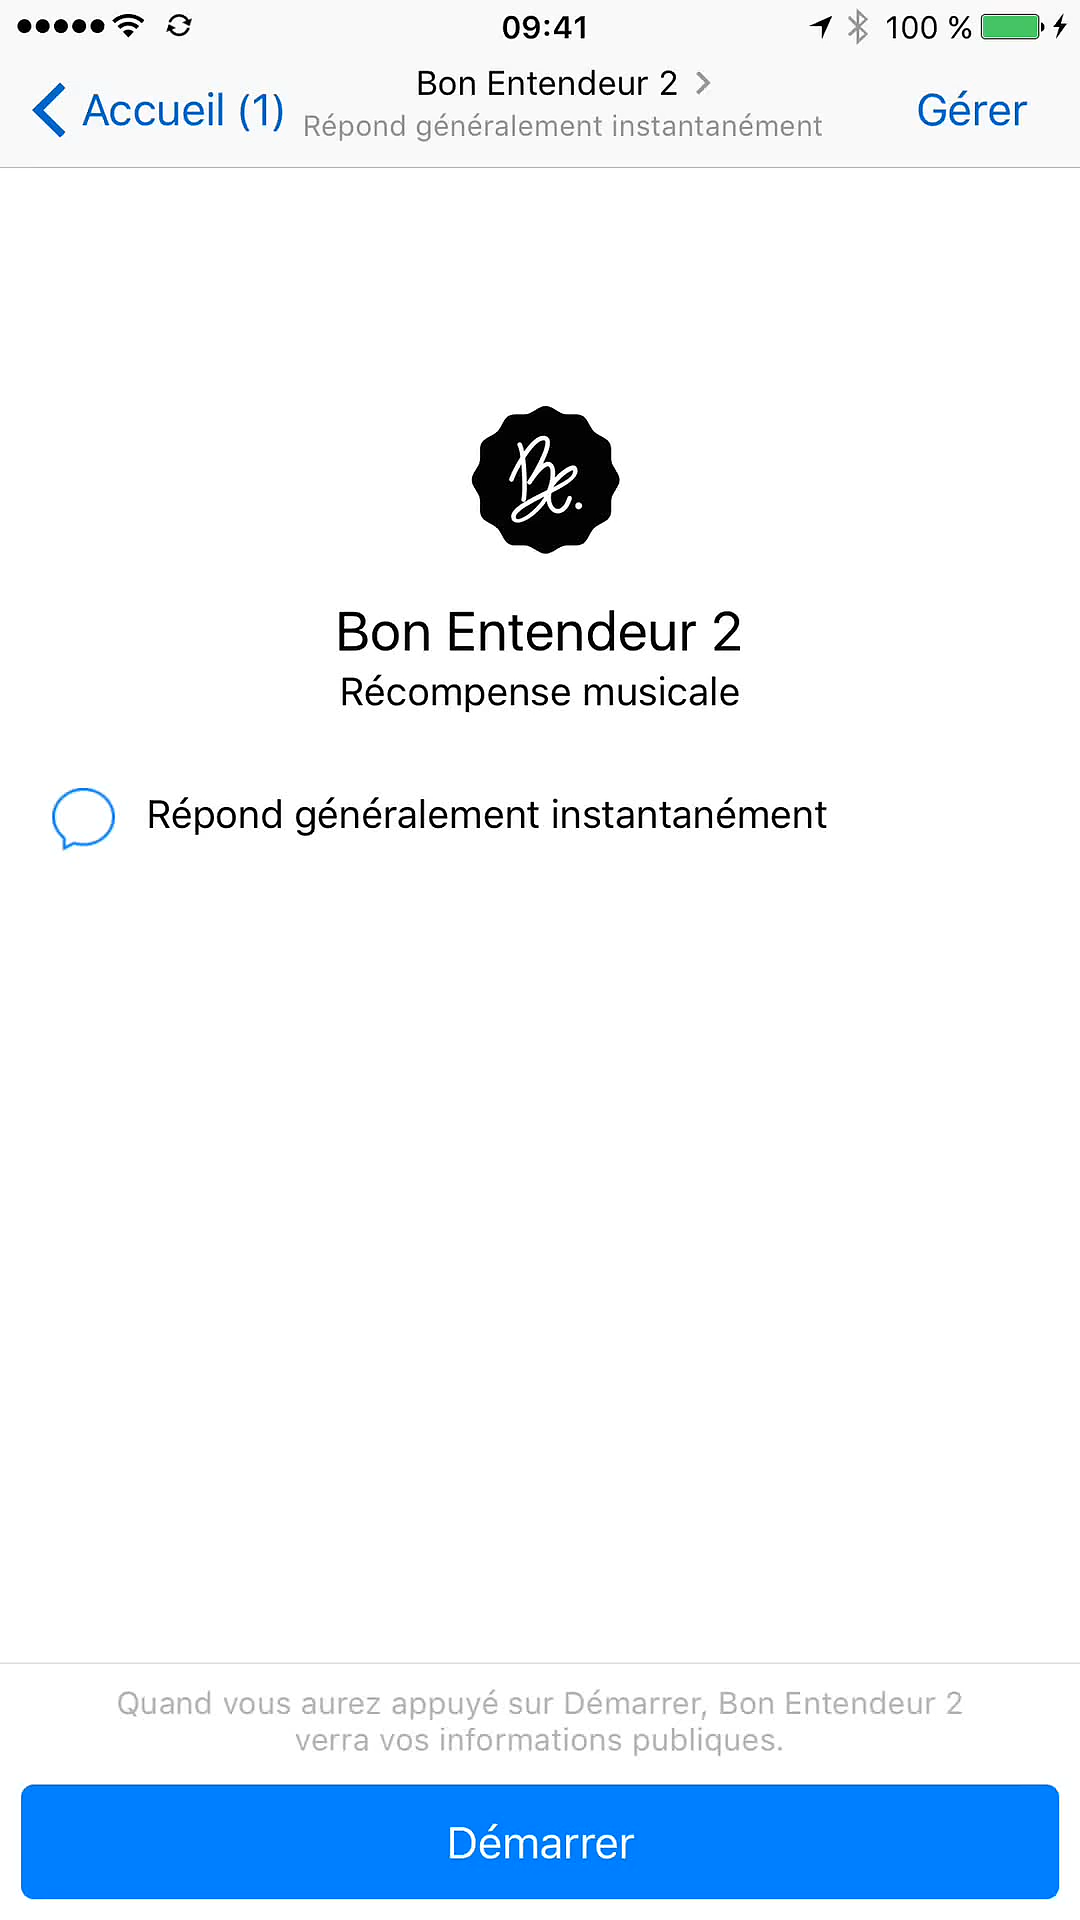 09:41
100 %
Accueil (1)
Bon Entendeur 2
Répond généralement instantanément
Gérer
Be.
Bon Entendeur 2
Récompense musicale
Répond généralement instantanément
Quand vous aurez appuyé sur Démarrer, Bon Entendeur 2
verra vos informations publiques.
Démarrer